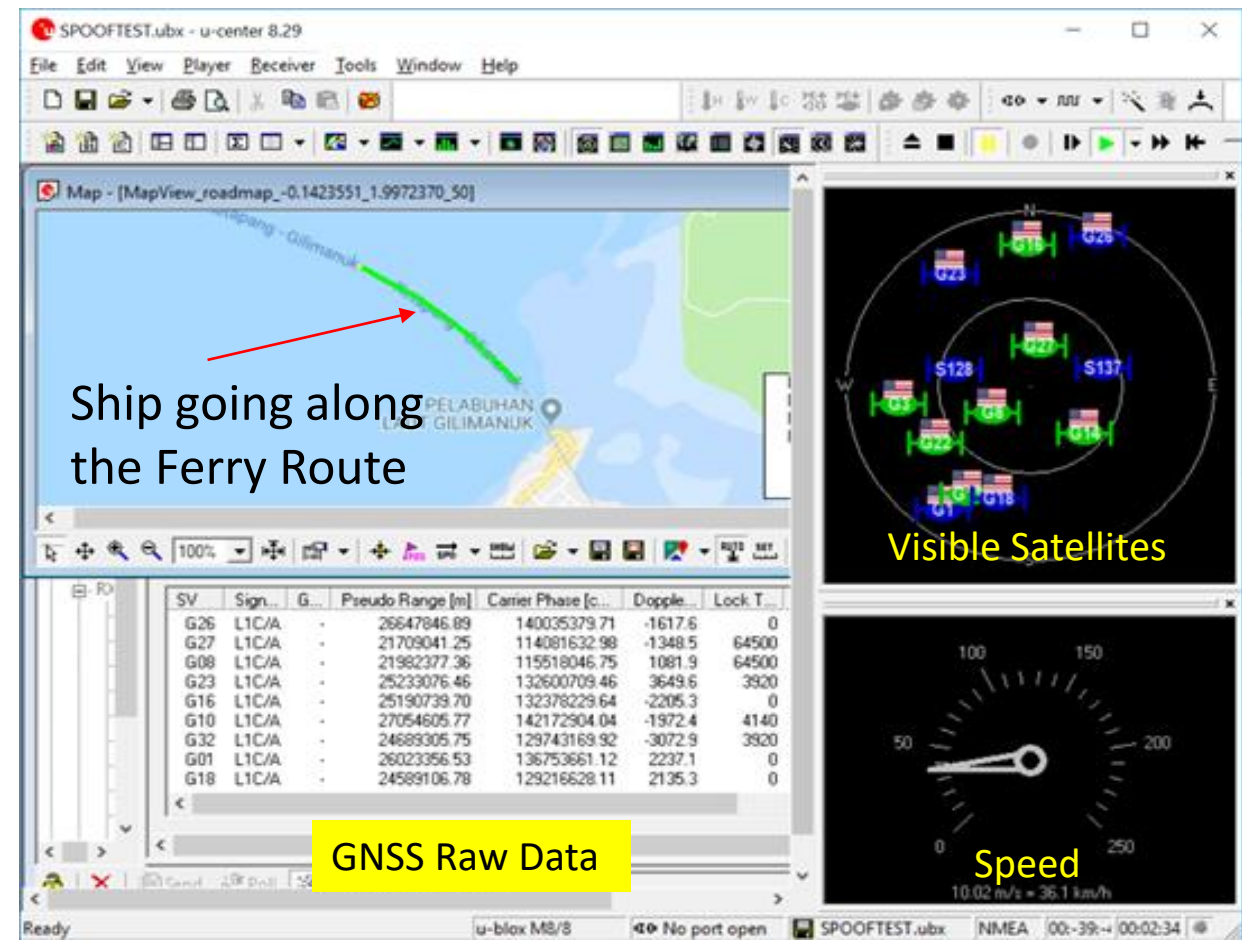 SPOOFTEST.ubx - u-center 8.29
File Edit View Player Receiver Tools Window Help
Map - [MapView_roadmap_-0.1423551_1.9972370_50]
Gilimanuk
Ship going along
the Ferry Route
PELABUHAN
LAUT GILIMANUK
100%
N
G16
G26
G23
G27
S128
S137
W
E
G3
G8
G22
G14
G1
G18
Visible Satellites
SV Sign... G... Pseudo Range [m] Carrier Phase [c... Dopple... Lock T...
G26 L1C/A - 26647846.89 140035379.71 -1617.6 0
G27 L1C/A - 21709041.25 114081632.98 -1348.5 64500
G08 L1C/A - 21982377.36 115518046.75 1081.9 64500
G23 L1C/A - 25233076.46 132600709.46 3649.6 3920
G16 L1C/A - 25190739.70 132378229.64 -2205.3 0
G10 L1C/A - 27054605.77 142172904.04 -1972.4 4140
G32 L1C/A - 24689305.75 129743169.92 -3072.9 3920
G01 L1C/A - 26023356.53 136753661.12 2237.1 0
G18 L1C/A - 24589106.78 129216628.11 2135.3 0
GNSS Raw Data
100 150
50 200
0 250
Speed
10.02 m/s = 36.1 km/h
Send Poll
Ready u-blox M8/8 No port open SPOOFTEST.ubx NMEA 00:-39:-4 00:02:34